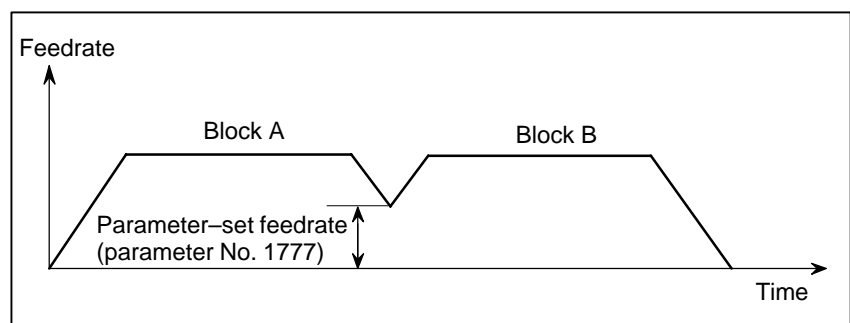 Feedrate
Block A
Block B
Parameter–set feedrate
(parameter No. 1777)
Time